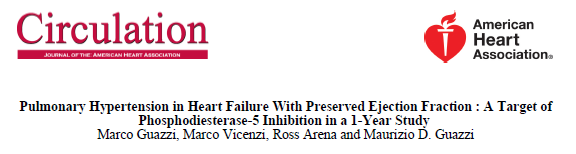 Circulation
JOURNAL OF THE AMERICAN HEART ASSOCIATION
American
Heart
Association®
Pulmonary Hypertension in Heart Failure With Preserved Ejection Fraction : A Target of
Phosphodiesterase-5 Inhibition in a 1-Year Study
Marco Guazzi, Marco Vicenzi, Ross Arena and Maurizio D. Guazzi